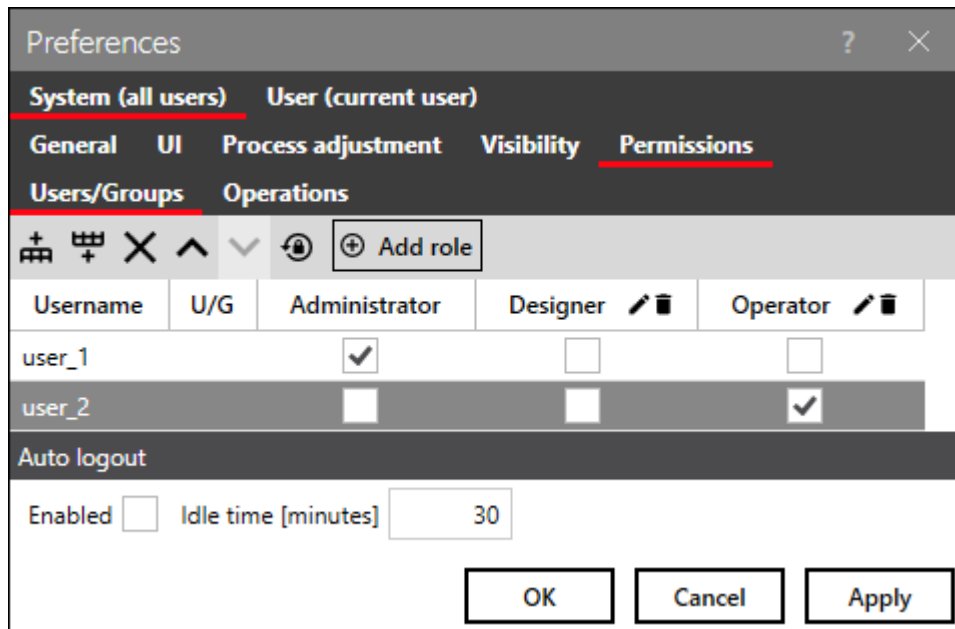 Preferences ?
System (all users) User (current user)
General UI Process adjustment Visibility Permissions
Users/Groups Operations
Add role
Username U/G Administrator Designer Operator
user_1
user_2
Auto logout
Enabled Idle time [minutes] 30
OK Cancel Apply